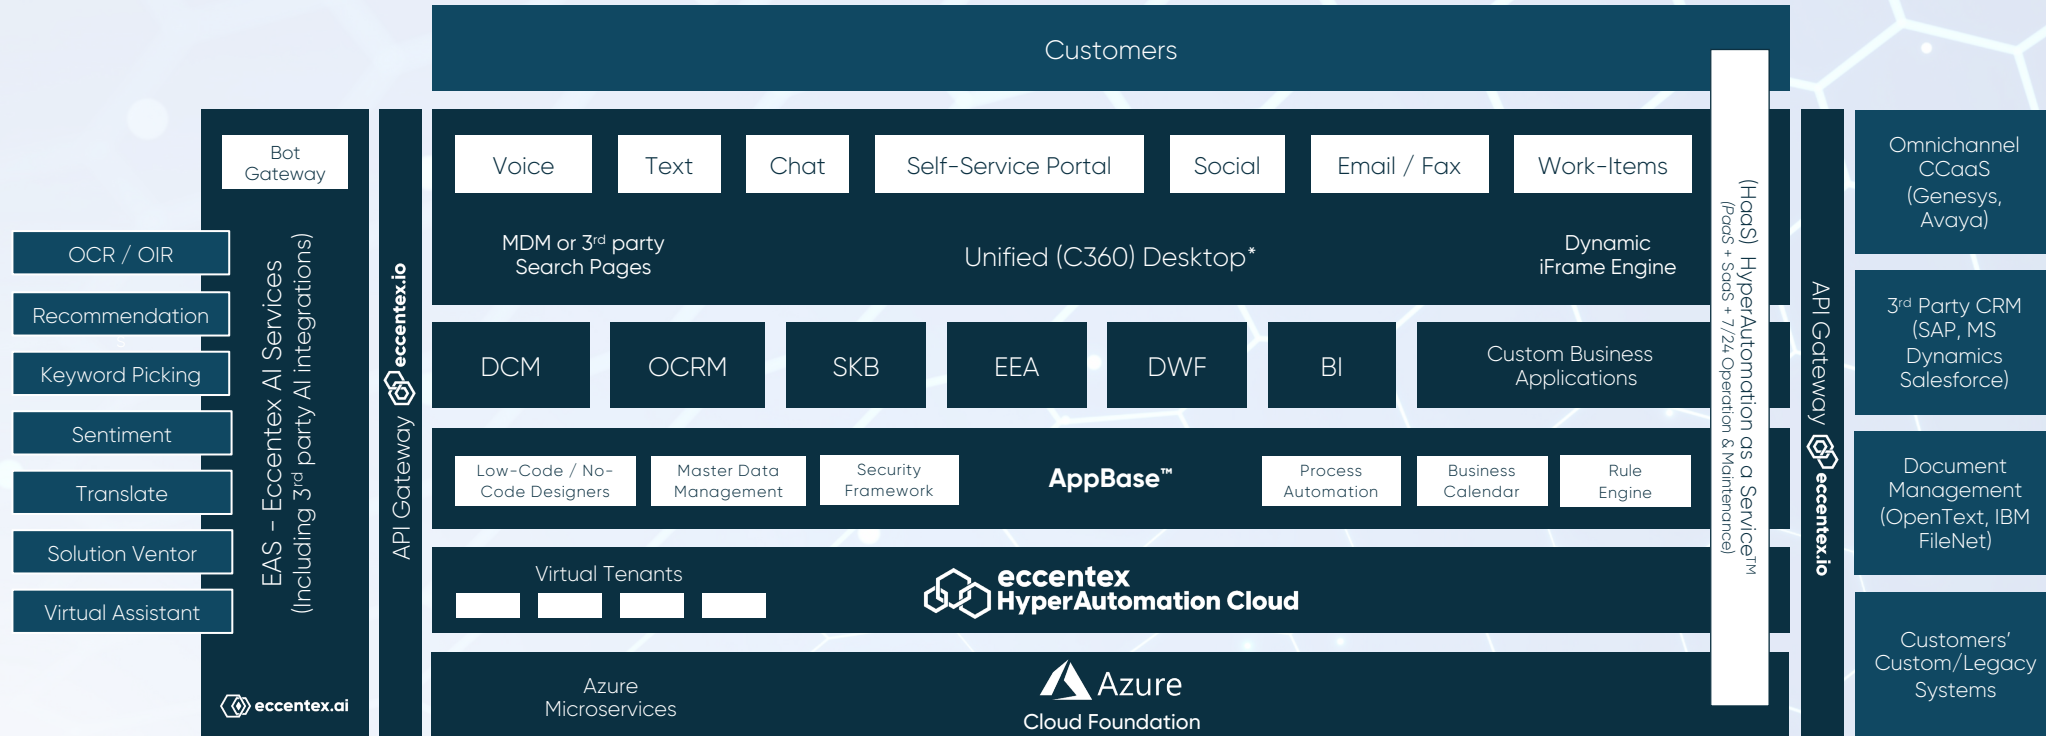 Customers
Bot
Gateway
OCR / OIR
Recommendation
s
Keyword Picking
Sentiment
Translate
Solution Ventor
Virtual Assistant
EAS - Eccentex AI Services
(Including 3rd party AI integrations)
eccentex.ai
API Gateway
eccentex.io
Voice
Text
Chat
Self-Service Portal
Social
Email / Fax
Work-Items
MDM or 3rd party
Search Pages
Unified (C360) Desktop*
Dynamic
iFrame Engine
DCM
OCRM
SKB
EEA
DWF
BI
Custom Business
Applications
Low-Code / No-
Code Designers
Master Data
Management
Security
Framework
AppBase™
Process
Automation
Business
Calendar
Rule
Engine
Virtual Tenants
eccentex
HyperAutomation Cloud
Azure
Microservices
Azure
Cloud Foundation
(HaaS) HyperAutomation as a Service™
(PaaS + SaaS + 7/24 Operation & Maintenance)
API Gateway
eccentex.io
Omnichannel
CCaaS
(Genesys,
Avaya)
3rd Party CRM
(SAP, MS
Dynamics
Salesforce)
Document
Management
(OpenText, IBM
FileNet)
Customers'
Custom/Legacy
Systems